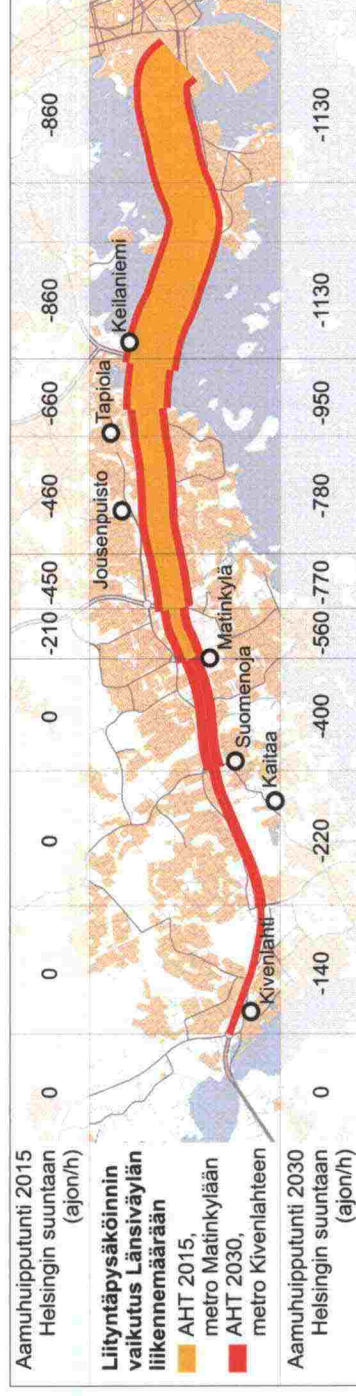 Aamuhuipputunti 2015
Helsingin suuntaan
(ajon/h)
0 0 0 0 -210 -450 -460 -660 -860 -860
Liityntäpysäköinnin
vaikutus Länsiväylän
liikennemäärään
AHT 2015,
metro Matinkylään
AHT 2030,
metro Kivenlahteen
Kivenlahti
Kaitaa
Suomenoja
Matinkylä
Jousenpuisto
Tapiola
Keilaniemi
Aamuhuipputunti 2030
Helsingin suuntaan
(ajon/h)
0 -140 -220 -400 -560 -770 -780 -950 -1130 -1130